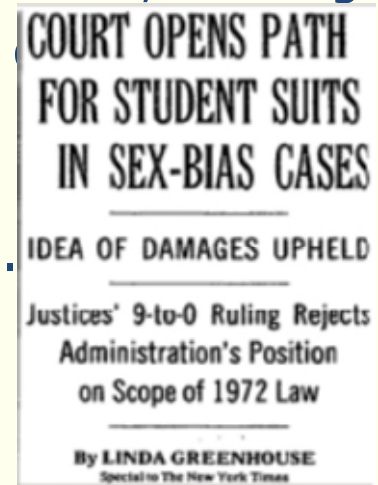 COURT OPENS PATH
FOR STUDENT SUITS
IN SEX-BIAS CASES
IDEA OF DAMAGES UPHELD
Justices' 9-to-0 Ruling Rejects
Administration's Position
on Scope of 1972 Law
By LINDA GREENHOUSE
Special to The New York Times